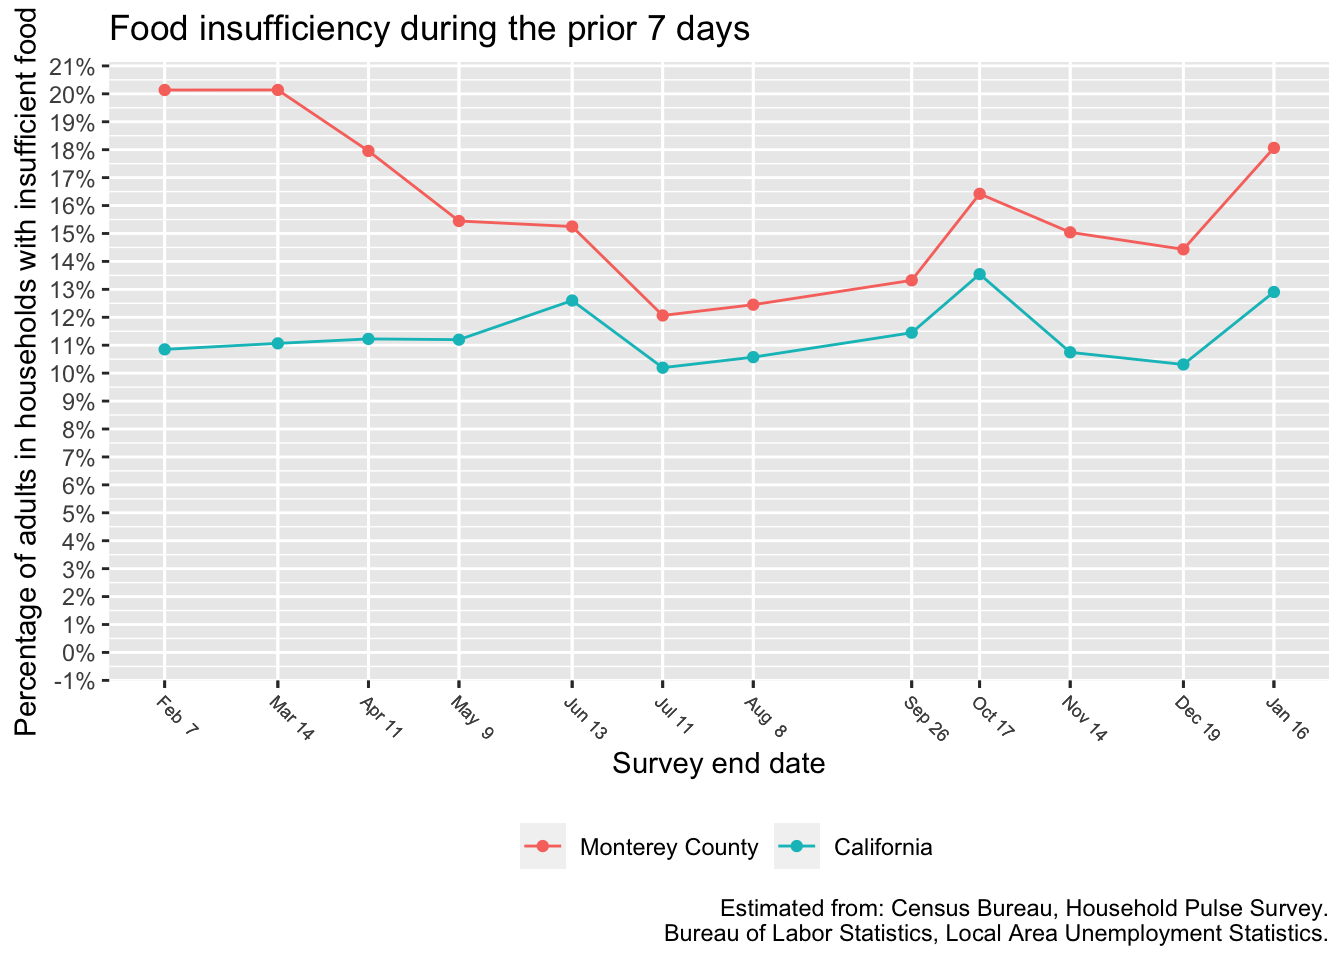 Food insufficiency during the prior 7 days
Percentage of adults in households with insufficient food
21%
20%
19%
18%
17%
16%
15%
14%
13%
12%
11%
10%
9%
8%
7%
6%
5%
4%
3%
2%
1%
0%
-1%
Feb 7
Mar 14
Apr 11
May 9
Jun 13
Jul 11
Aug 8
Sep 26
Oct 17
Nov 14
Dec 19
Jan 16
Survey end date
Monterey County California
Estimated from: Census Bureau, Household Pulse Survey.
Bureau of Labor Statistics, Local Area Unemployment Statistics.